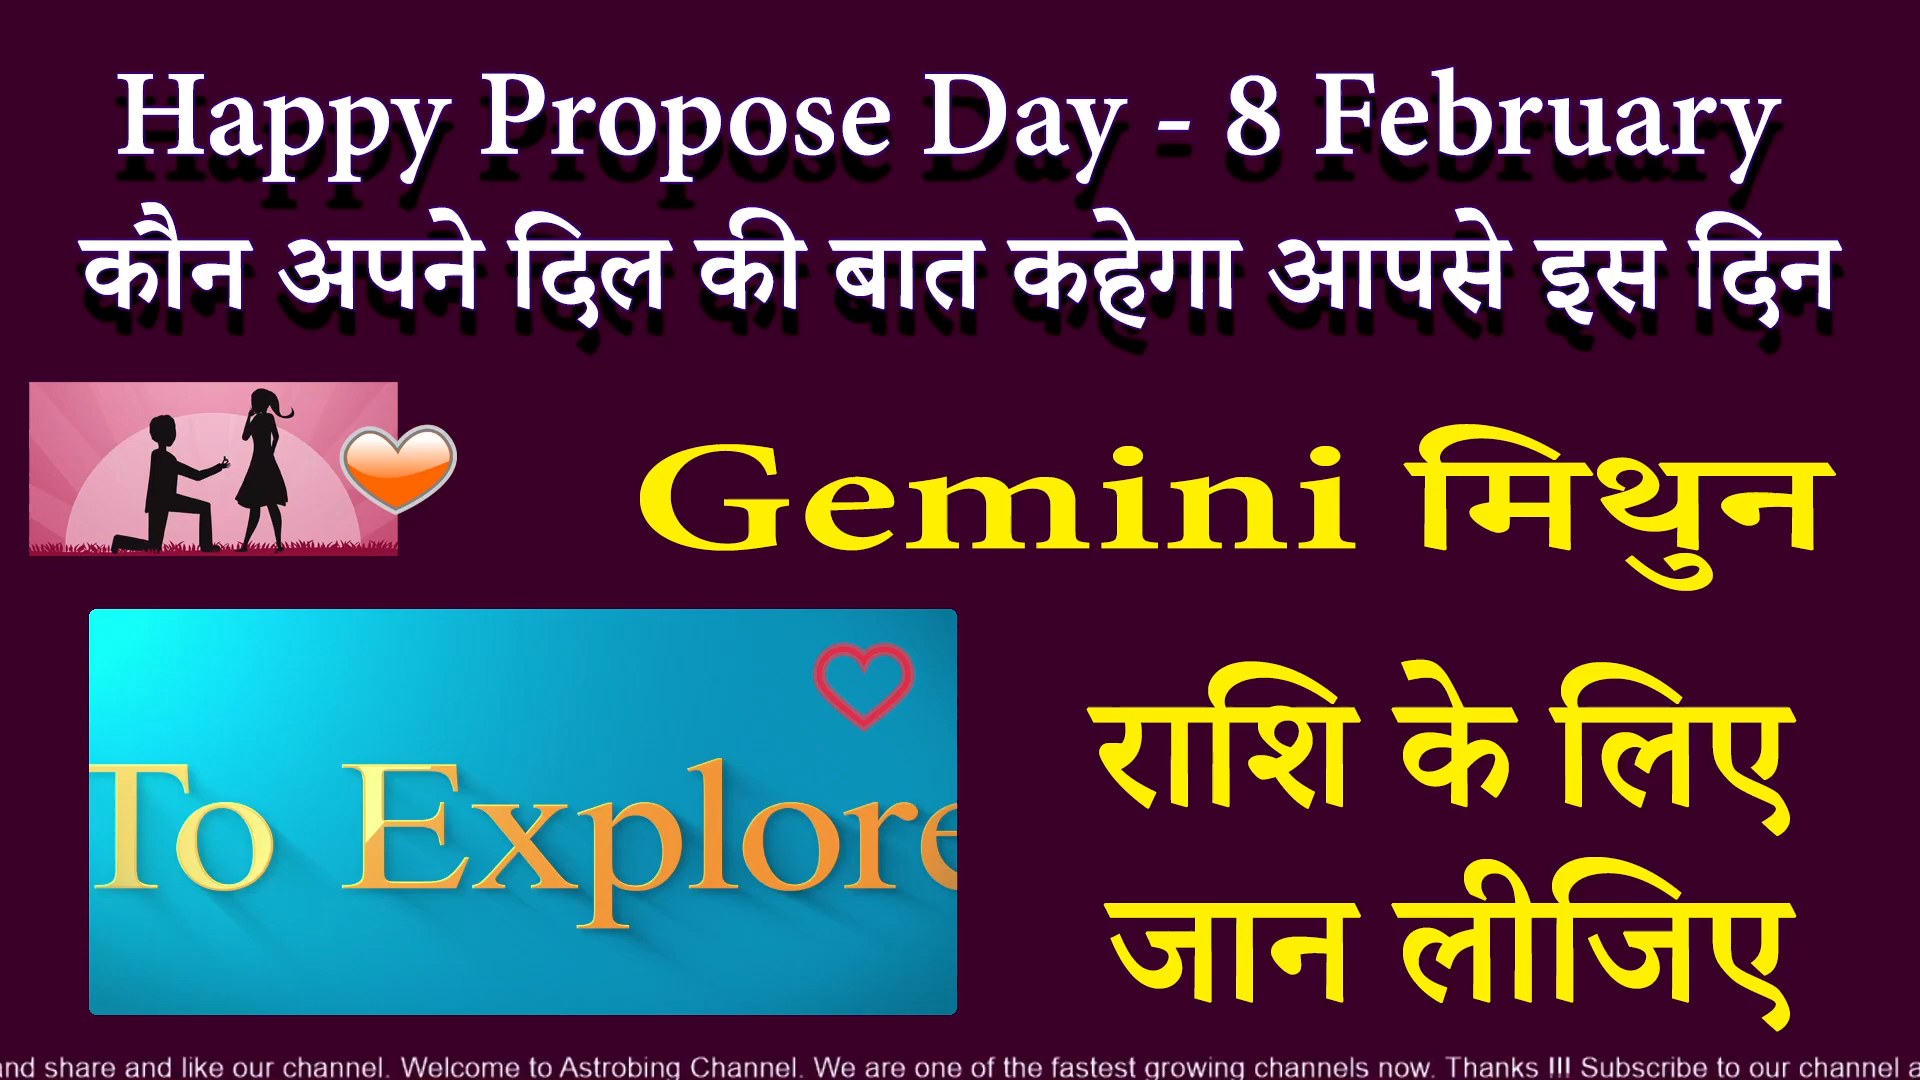 Happy Propose Day - 8 February
कौन अपने दिल की बात कहेगा आपसे इस दिन
Gemini मिथुन
राशि के लिए
जान लीजिए
To Explore
and share and like our channel. Welcome to Astrobing Channel. We are one of the fastest growing channels now. Thanks !!! Subscribe to our channel a